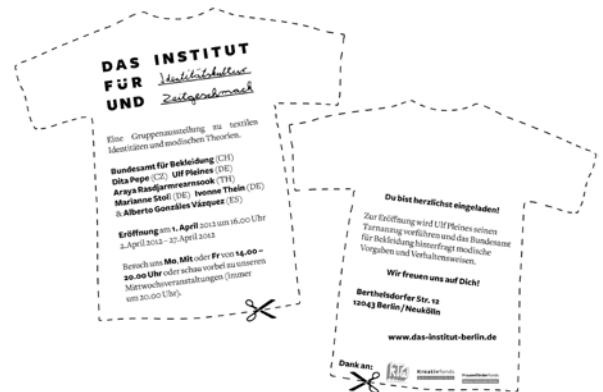 DAS INSTITUT
FÜR Identitätskultur
UND Zeitgeschmack
Eine Gruppenausstellung zu textilen
Identitäten und modischen Theorien.
Bundesamt für Bekleidung (CH)
Dita Pepe (CZ) Ulf Pleines (DE)
Araya Rasdjarmrearnsook (TH)
Marianne Stoll (DE) Ivonne Thein (DE)
& Alberto Gonzáles Vázquez (ES)
Eröffnung am 1. April 2012 um 16.00 Uhr
2.April 2012 – 27.April 2012
Besuch uns Mo, Mit oder Fr von 14.00 –
20.00 Uhr oder schau vorbei zu unseren
Mittwochsveranstaltungen (immer
um 20.00 Uhr).
Du bist herzlichst eingeladen!
Zur Eröffnung wird Ulf Pleines seinen
Tarnanzug vorführen und das Bundesamt
für Bekleidung hinterfragt modische
Vorgaben und Verhaltensweisen.
Wir freuen uns auf Dich!
Berthelsdorfer Str. 12
12043 Berlin/Neukölln
www.das-institut-berlin.de
Dank an:
Kreativfonds
Frauenförderfonds